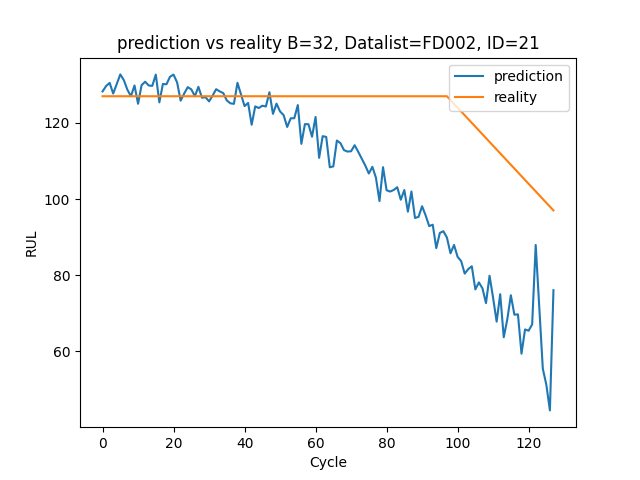 prediction vs reality B=32, Datalist=FD002, ID=21
prediction
reality
120
100
80
60
RUL
0 20 40 60 80 100 120
Cycle